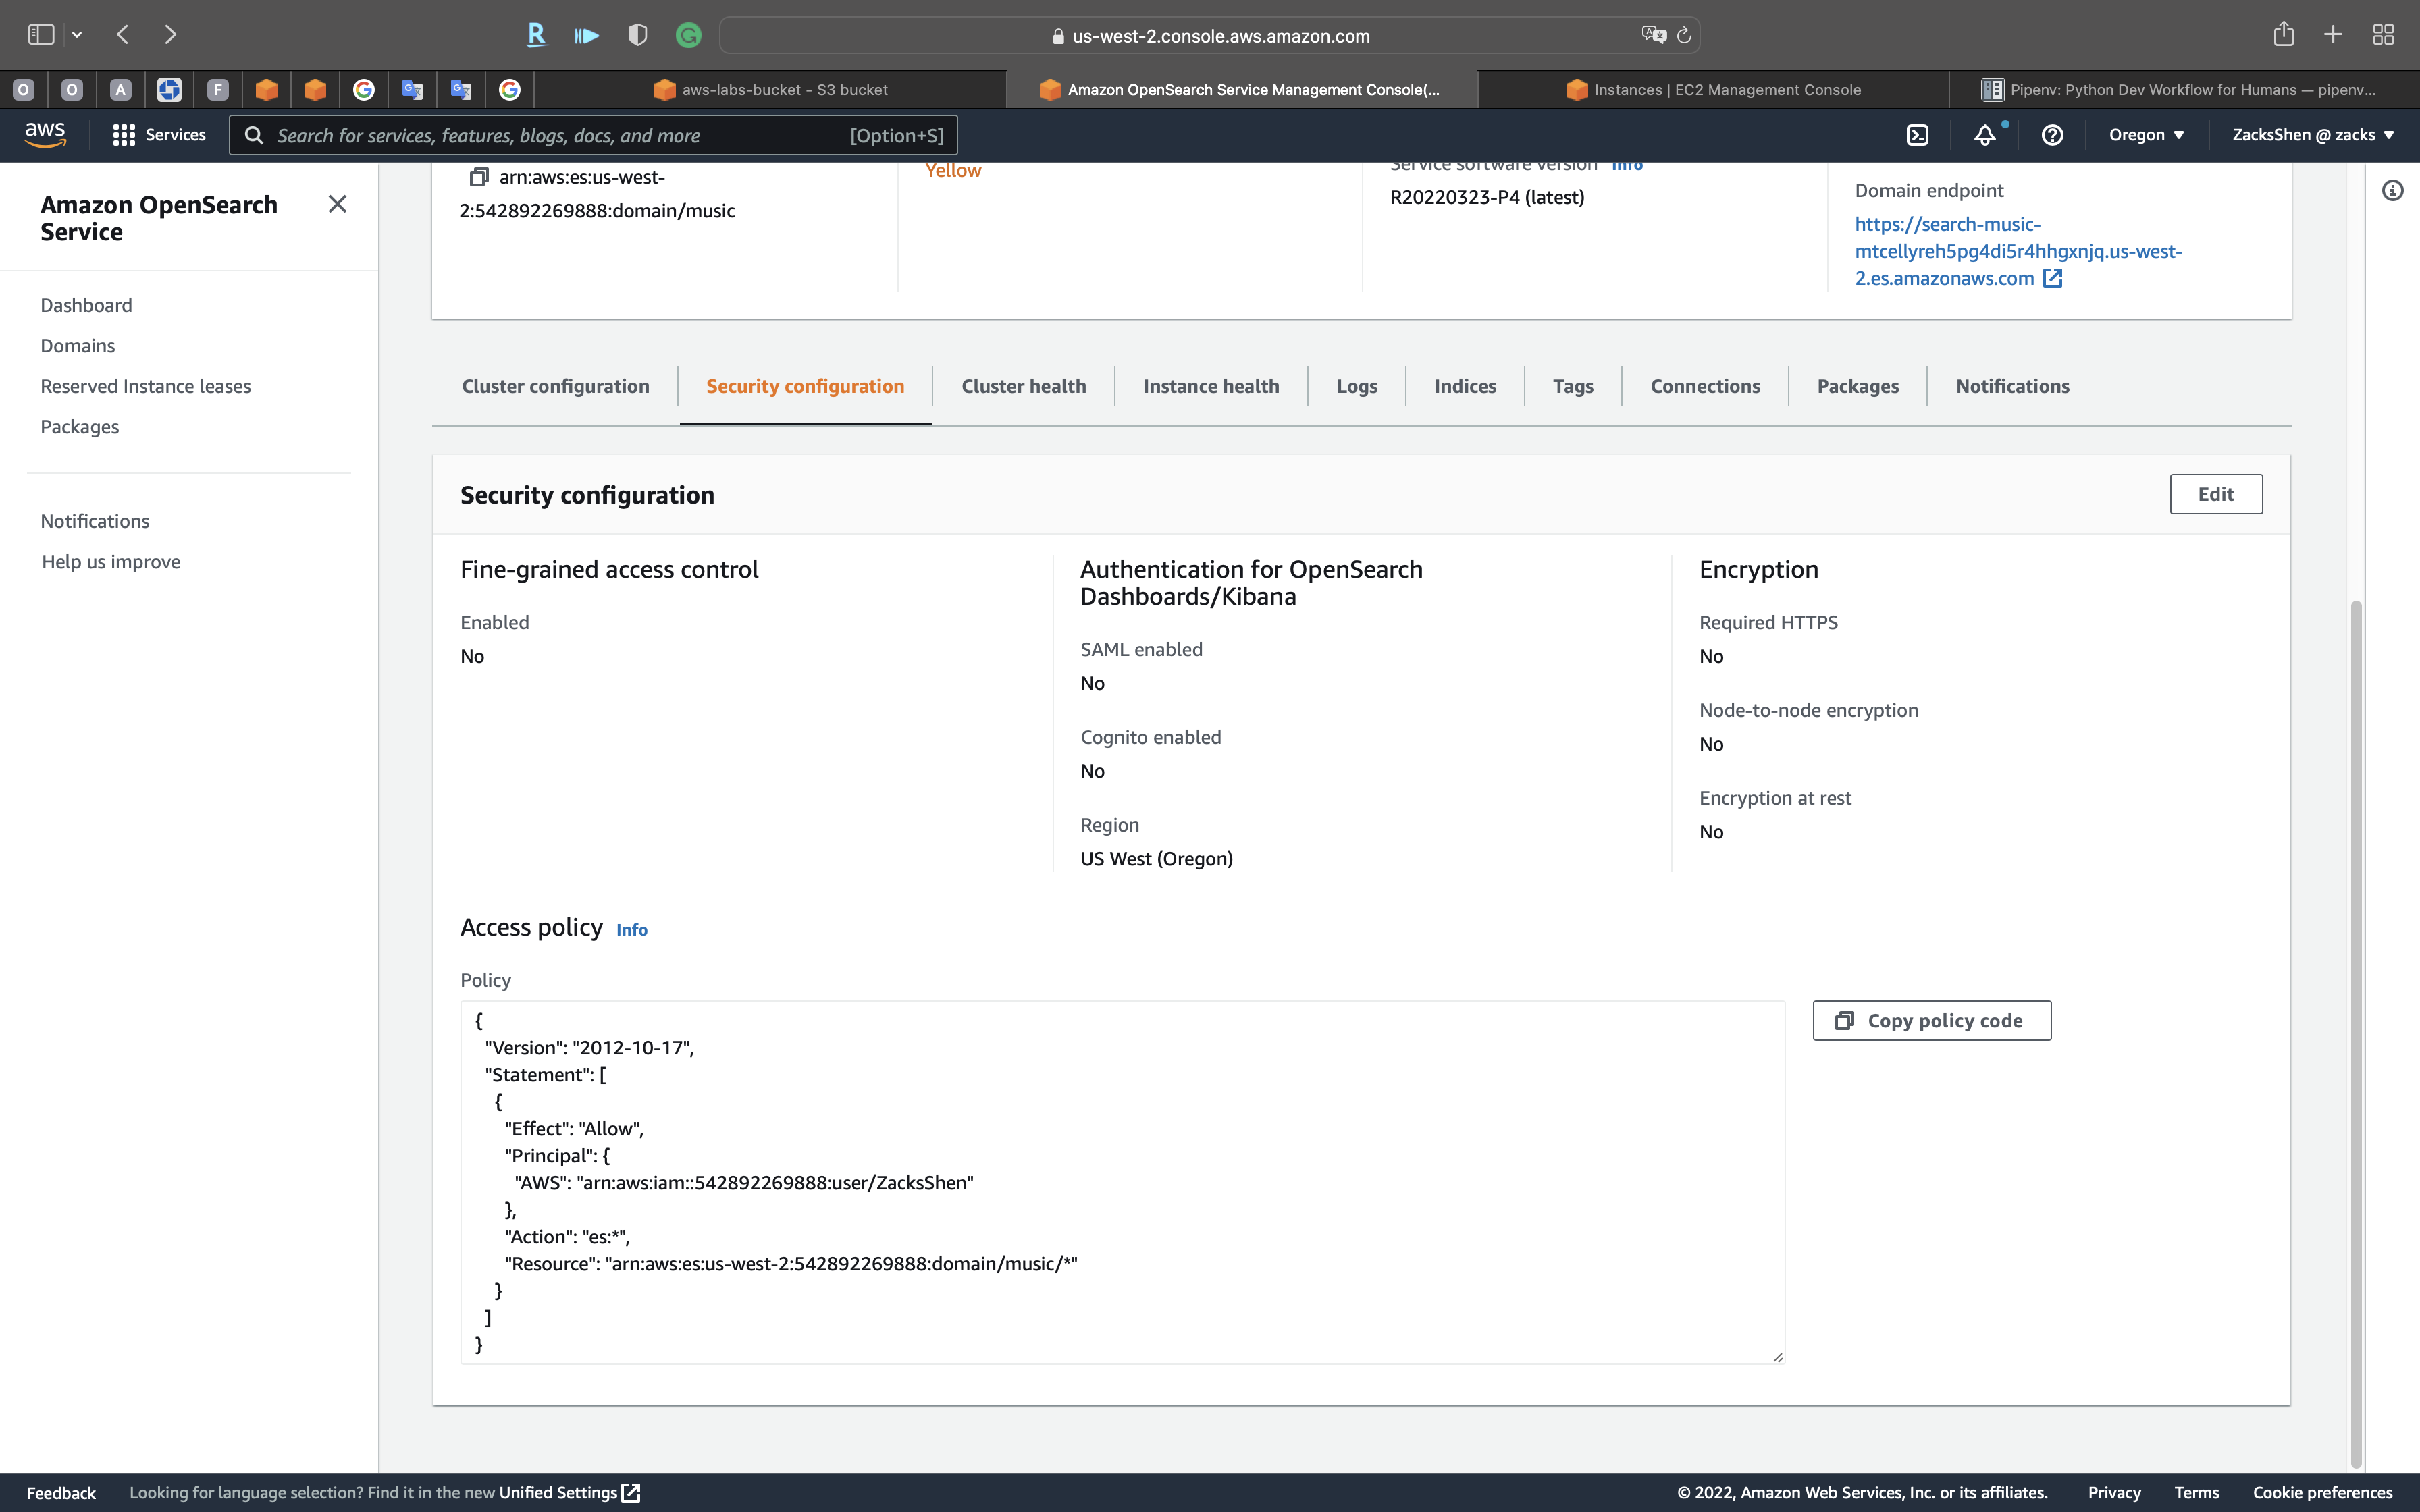 us-west-2.console.aws.amazon.com
O
O
A
F
aws-labs-bucket - S3 bucket
Amazon OpenSearch Service Management Console(...
Instances | EC2 Management Console
Pipenv: Python Dev Workflow for Humans — pipenv...
aws
Services
Search for services, features, blogs, docs, and more
[Option+S]
Oregon ▼
ZacksShen @ zacks ▼
Amazon OpenSearch
Service
Dashboard
Domains
Reserved Instance leases
Packages
Notifications
Help us improve
arn:aws:es:us-west-
2:542892269888:domain/music
Yellow
Service software version Info
R20220323-P4 (latest)
Domain endpoint
https://search-music-
mtcellyreh5pg4di5r4hhgxnjq.us-west-
2.es.amazonaws.com
Cluster configuration
Security configuration
Cluster health
Instance health
Logs
Indices
Tags
Connections
Packages
Notifications
Security configuration
Edit
Fine-grained access control
Enabled
No
Authentication for OpenSearch
Dashboards/Kibana
SAML enabled
No
Cognito enabled
No
Region
US West (Oregon)
Encryption
Required HTTPS
No
Node-to-node encryption
No
Encryption at rest
No
Access policy Info
Policy
{
"Version": "2012-10-17",
"Statement": [
{
"Effect": "Allow",
"Principal": {
"AWS": "arn:aws:iam::542892269888:user/ZacksShen"
},
"Action": "es:*",
"Resource": "arn:aws:es:us-west-2:542892269888:domain/music/*"
}
]
}
Copy policy code
Feedback
Looking for language selection? Find it in the new Unified Settings
© 2022, Amazon Web Services, Inc. or its affiliates.
Privacy
Terms
Cookie preferences